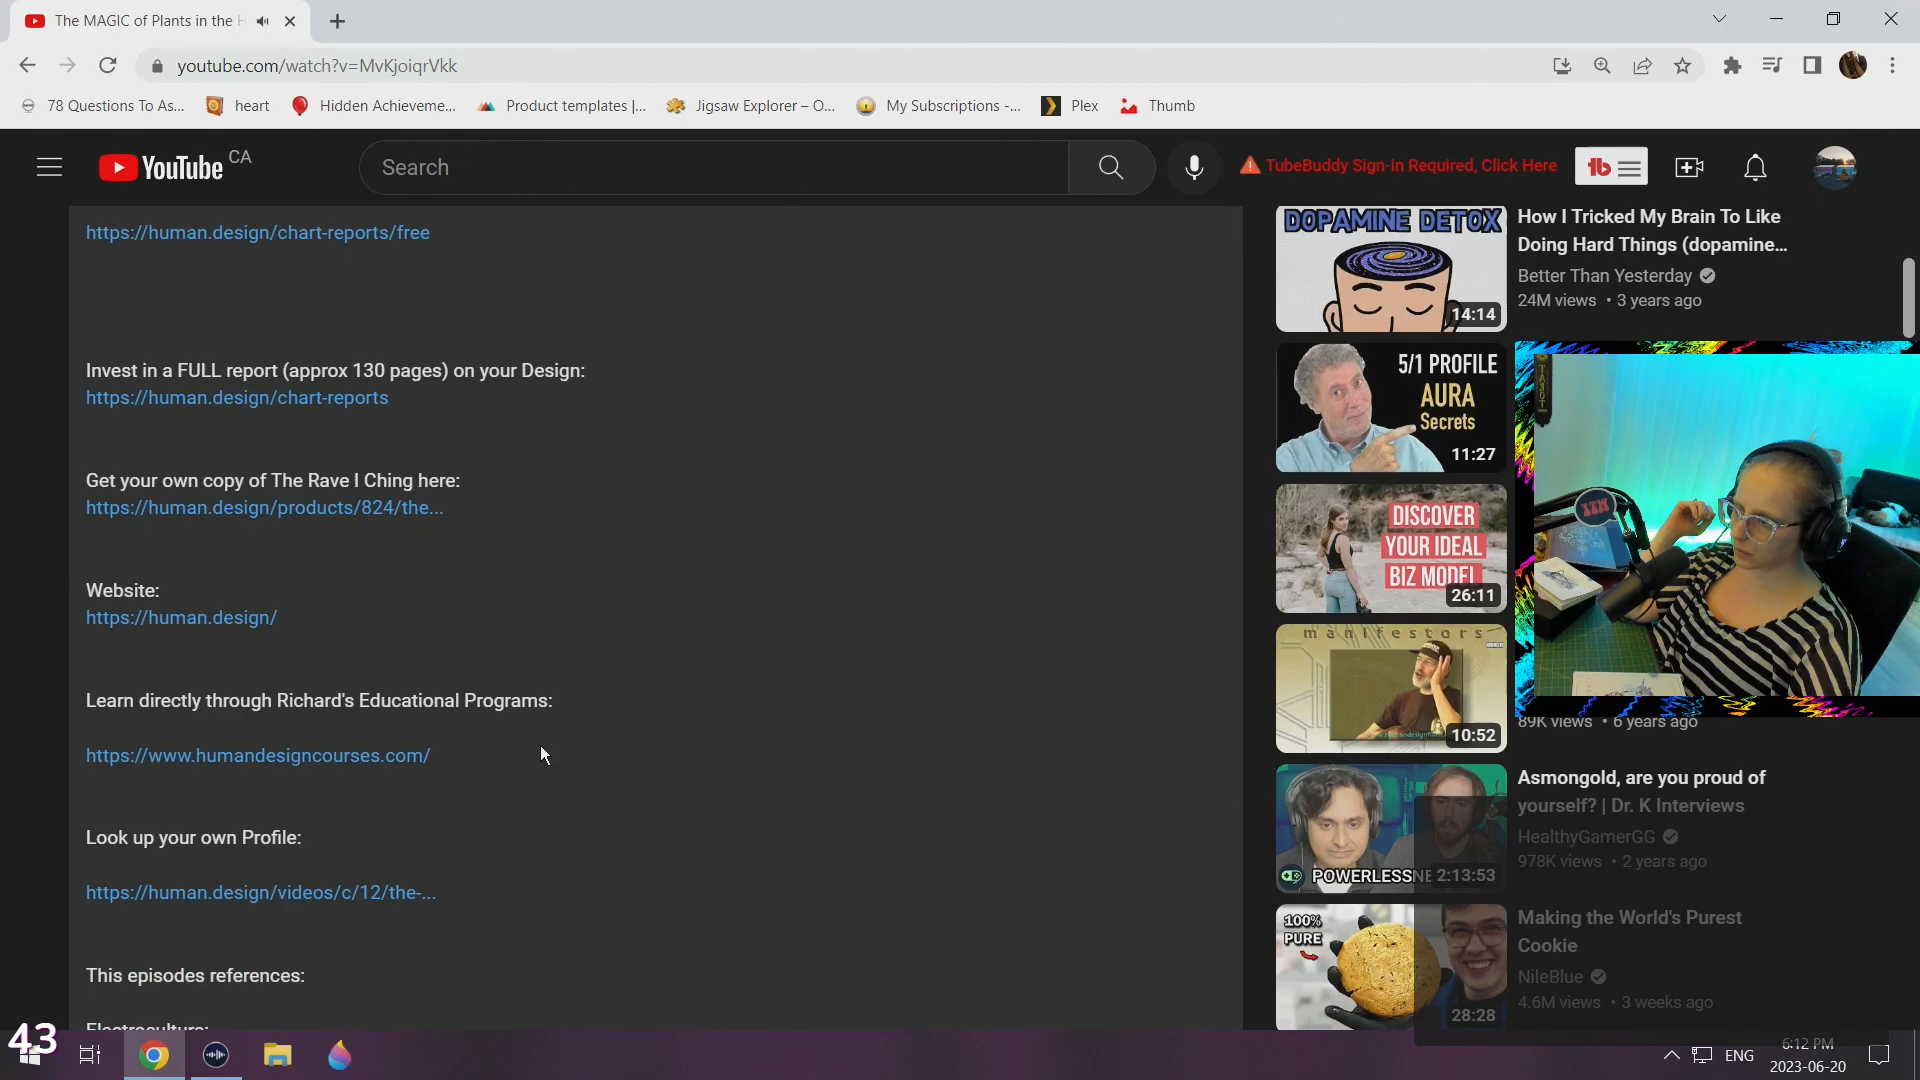 The MAGIC of Plants in the H
youtube.com/watch?v=MvKjoiqrVkk
78 Questions To As...
heart
Hidden Achieveme...
Product templates |...
Jigsaw Explorer – O...
My Subscriptions -...
Plex
Thumb
YouTube CA
Search
TubeBuddy Sign-in Required, Click Here
tb
https://human.design/chart-reports/free
Invest in a FULL report (approx 130 pages) on your Design:
https://human.design/chart-reports
Get your own copy of The Rave I Ching here:
https://human.design/products/824/the...
Website:
https://human.design/
Learn directly through Richard's Educational Programs:
https://www.humandesigncourses.com/
Look up your own Profile:
https://human.design/videos/c/12/the-...
This episodes references:
Electroculture:
DOPAMINE DETOX
14:14
How I Tricked My Brain To Like
Doing Hard Things (dopamine...
Better Than Yesterday
24M views • 3 years ago
5/1 PROFILE
AURA
Secrets
11:27
DISCOVER
YOUR IDEAL
BIZ MODEL
26:11
manifestors
10:52
TAROT
89K views • 6 years ago
POWERLESSNE
2:13:53
Asmongold, are you proud of
yourself? | Dr. K Interviews
HealthyGamerGG
978K views • 2 years ago
100%
PURE
28:28
Making the World's Purest
Cookie
NileBlue
4.6M views • 3 weeks ago
43
ENG
6:12 PM
2023-06-20